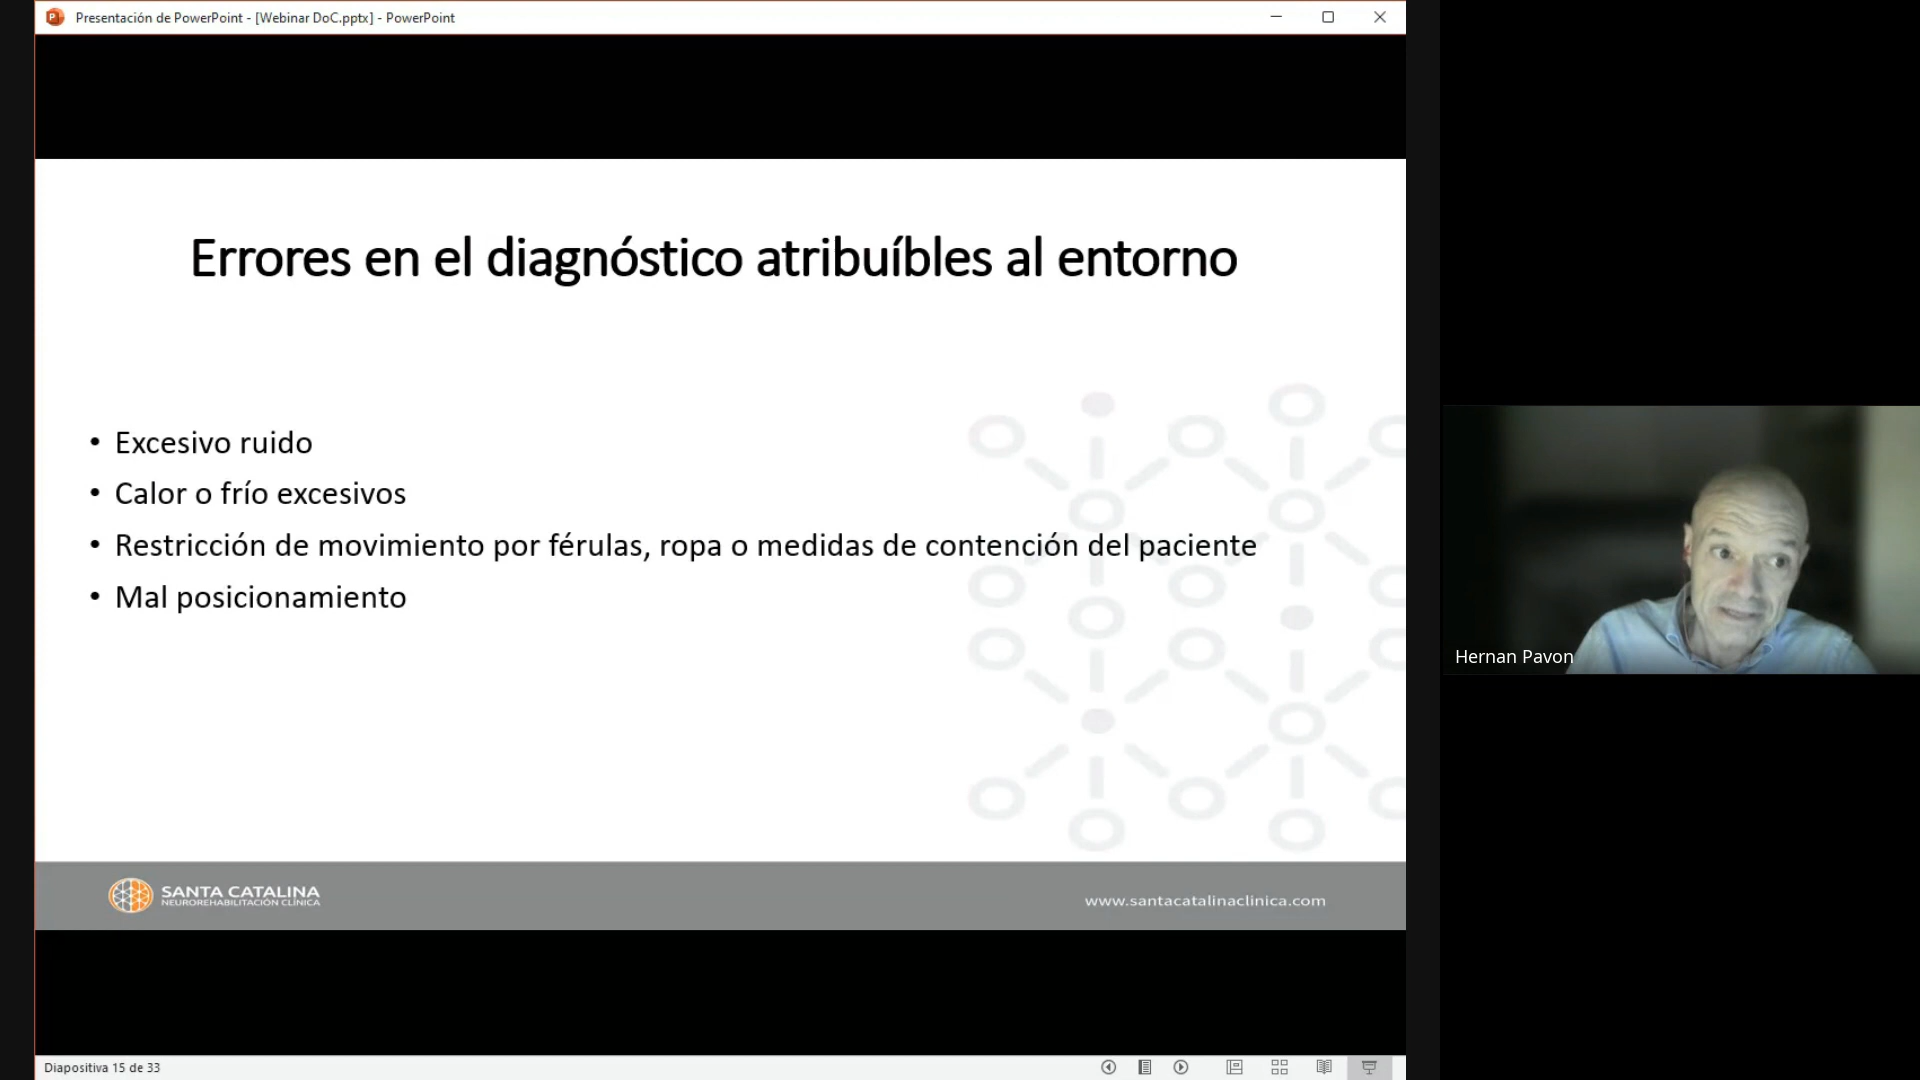 Presentación de PowerPoint - [Webinar DoC.pptx] - PowerPoint
Errores en el diagnóstico atribuíbles al entorno
• Excesivo ruido
• Calor o frío excesivos
• Restricción de movimiento por férulas, ropa o medidas de contención del paciente
• Mal posicionamiento
Hernan Pavon
SANTA CATALINA
NEUROREHABILITACIÓN CLÍNICA
www.santacatalinaclinica.com
Diapositiva 15 de 33